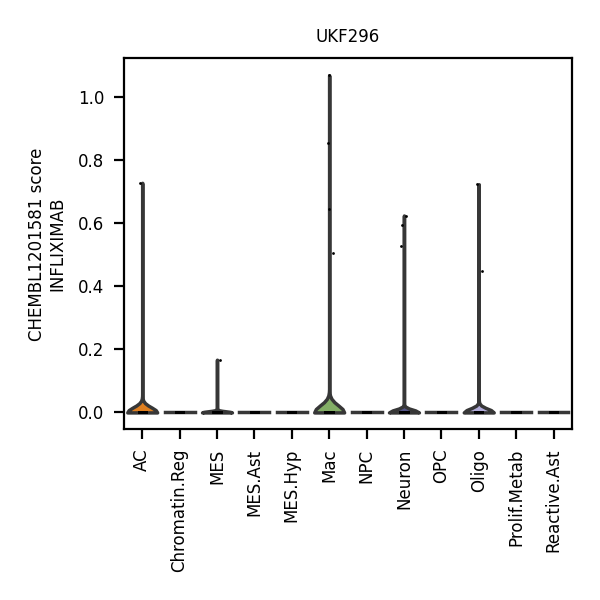 UKF296
CHEMBL1201581 score
INFLIXIMAB
1.0
0.8
0.6
0.4
0.2
0.0
AC
Chromatin.Reg
MES
MES.Ast
MES.Hyp
Mac
NPC
Neuron
OPC
Oligo
Prolif.Metab
Reactive.Ast